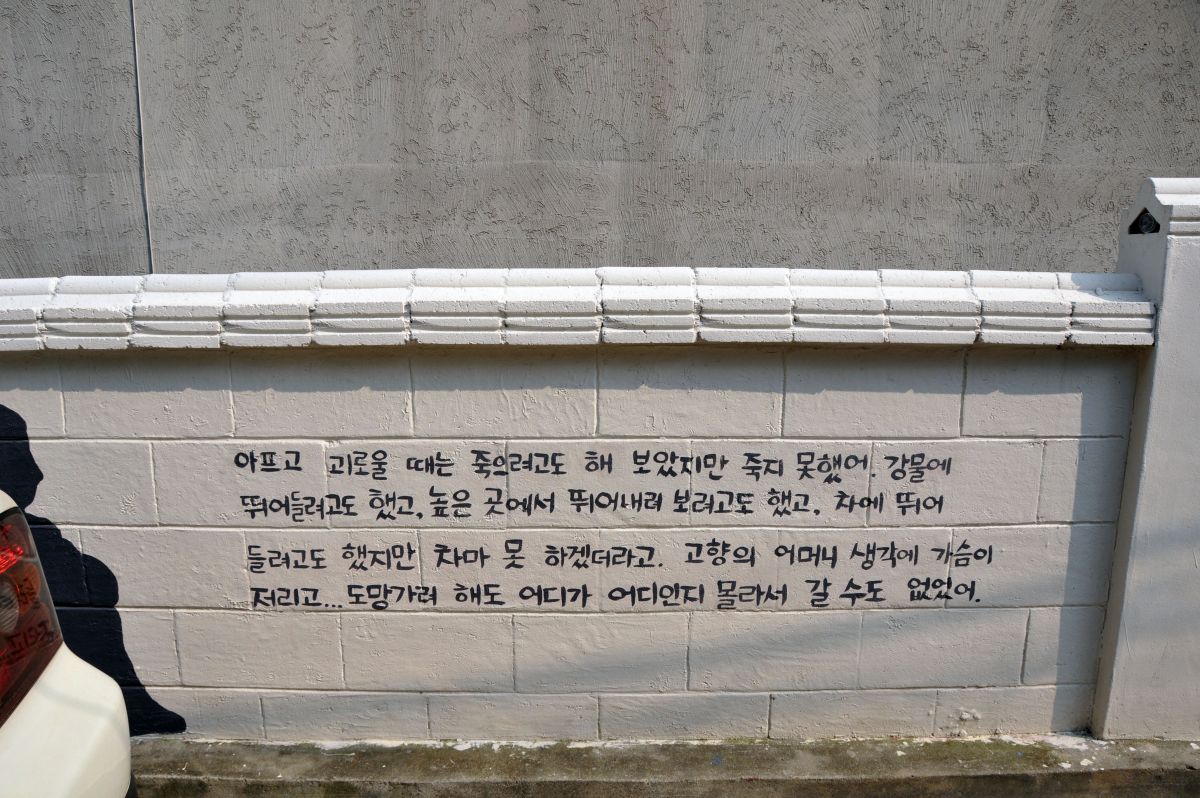 아프고 괴로울 때는 죽으려고도 해 보았지만 죽지 못했어. 강물에
뛰어들려고도 했고, 높은 곳에서 뛰어내려 보려고도 했고, 차에 뛰어
들려고도 했지만 차마 못 하겠더라고. 고향의 어머니 생각에 가슴이
저리고... 도망가려 해도 어디가 어디인지 몰라서 갈 수도 없었어.